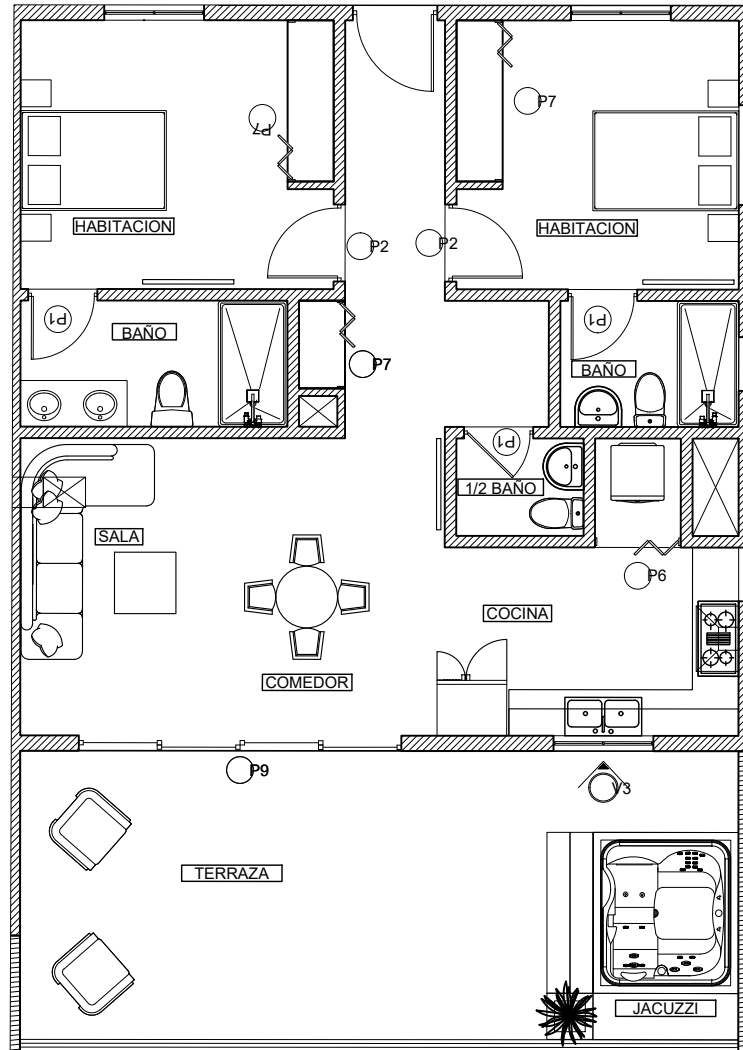 P7
P7
HABITACION
HABITACION
P2
P2
P1
P1
BAÑO
BAÑO
P7
P1
1/2 BAÑO
SALA
P6
COCINA
COMEDOR
P9
V3
TERRAZA
JACUZZI